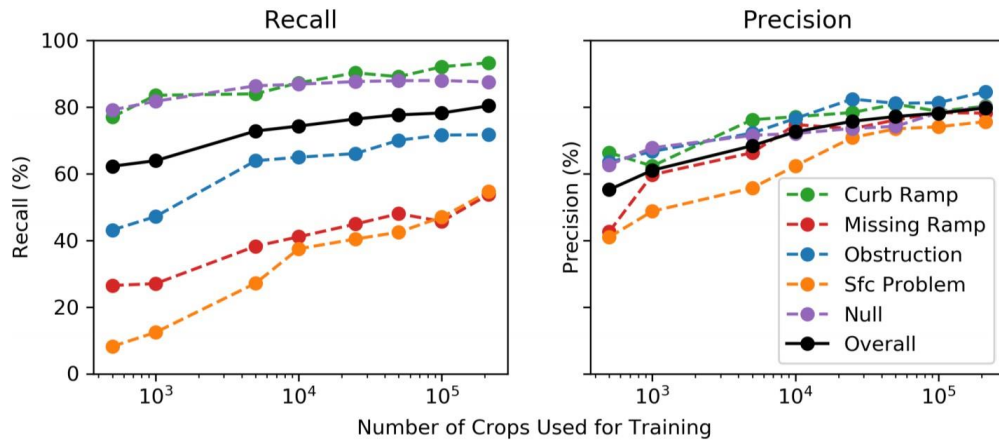 Recall
Precision
Recall (%)
100
80
60
40
20
0
10³
10⁴
10⁵
Precision (%)
10³
10⁴
10⁵
Curb Ramp
Missing Ramp
Obstruction
Sfc Problem
Null
Overall
Number of Crops Used for Training